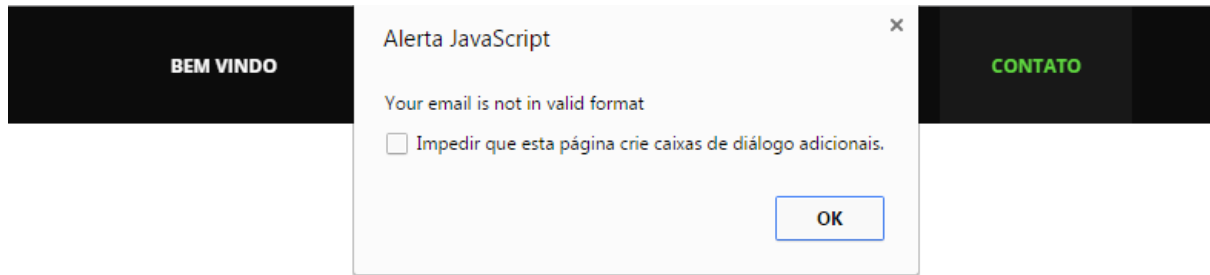 BEM VINDO
Alerta JavaScript
Your email is not in valid format
Impedir que esta página crie caixas de diálogo adicionais.
OK
CONTATO